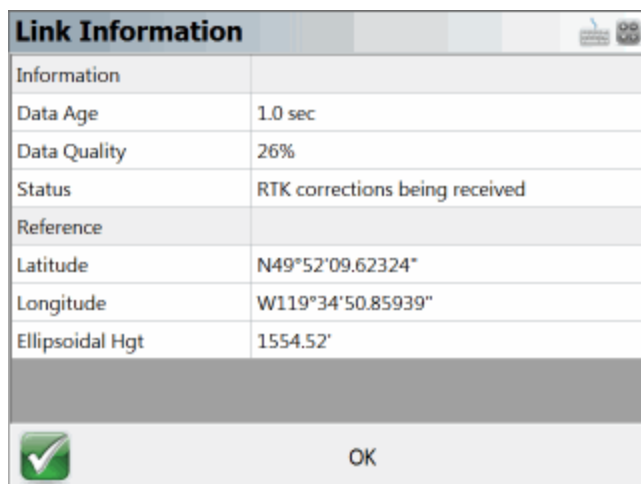 Link Information
Information
Data Age 1.0 sec
Data Quality 26%
Status RTK corrections being received
Reference
Latitude N49°52'09.62324"
Longitude W119°34'50.85939"
Ellipsoidal Hgt 1554.52'
OK